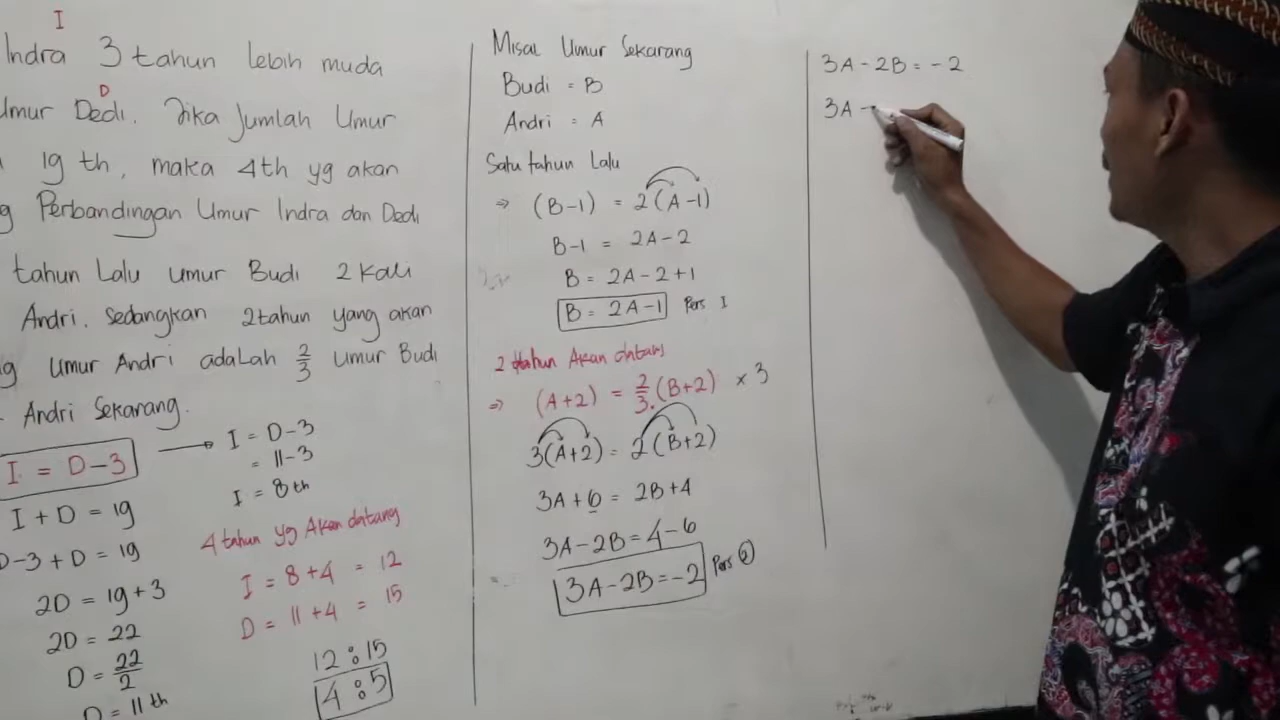 I
Indra 3 tahun lebih muda
Umur Dedi. Jika Jumlah Umur
D
19 th, maka 4th yg akan
g Perbandingan Umur Indra dan Dedi
tahun Lalu umur Budi 2 Kali
Andri. Sedangkan 2tahun yang akan
g Umur Andri adalah 2/3 Umur Budi
Andri Sekarang.
I = D-3
I + D = 19
D-3 + D = 19
2D = 19+3
2D = 22
D = 22/2
D = 11 th
I = D-3
= 11-3
I = 8 th
4 tahun yg Akan datang
I = 8+4 = 12
D = 11+4 = 15
12 : 15
4 : 5
Misal Umur Sekarang
Budi = B
Andri = A
Satu tahun Lalu
⇒ (B-1) = 2(A-1)
B-1 = 2A-2
B = 2A-2+1
B = 2A-1 Pers I
2 tahun Akan datang
⇒ (A+2) = 2/3.(B+2) × 3
3(A+2) = 2(B+2)
3A+6 = 2B+4
3A-2B = 4-6
3A-2B = -2 Pers ②
3A-2B = -2
3A -